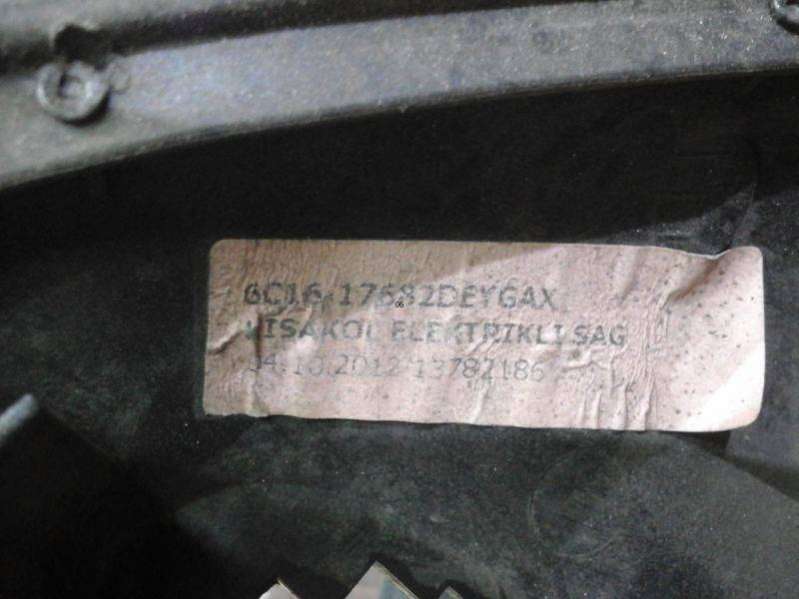 6C16 17682DEYGAX
KISAKOL ELEKTRIKLI SAG
04.10.2012 13782186